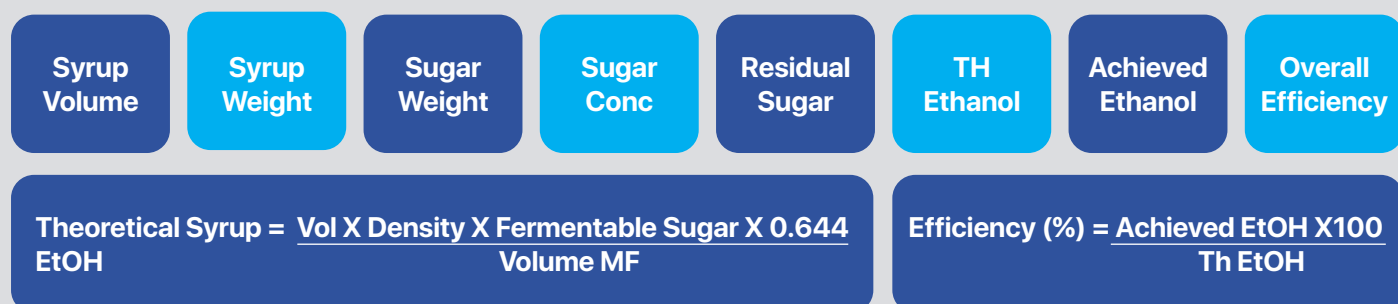 Syrup
Volume
Syrup
Weight
Sugar
Weight
Sugar
Conc
Residual
Sugar
TH
Ethanol
Achieved
Ethanol
Overall
Efficiency
Theoretical Syrup = Vol X Density X Fermentable Sugar X 0.644
EtOH Volume MF
Efficiency (%) = Achieved EtOH X100
Th EtOH